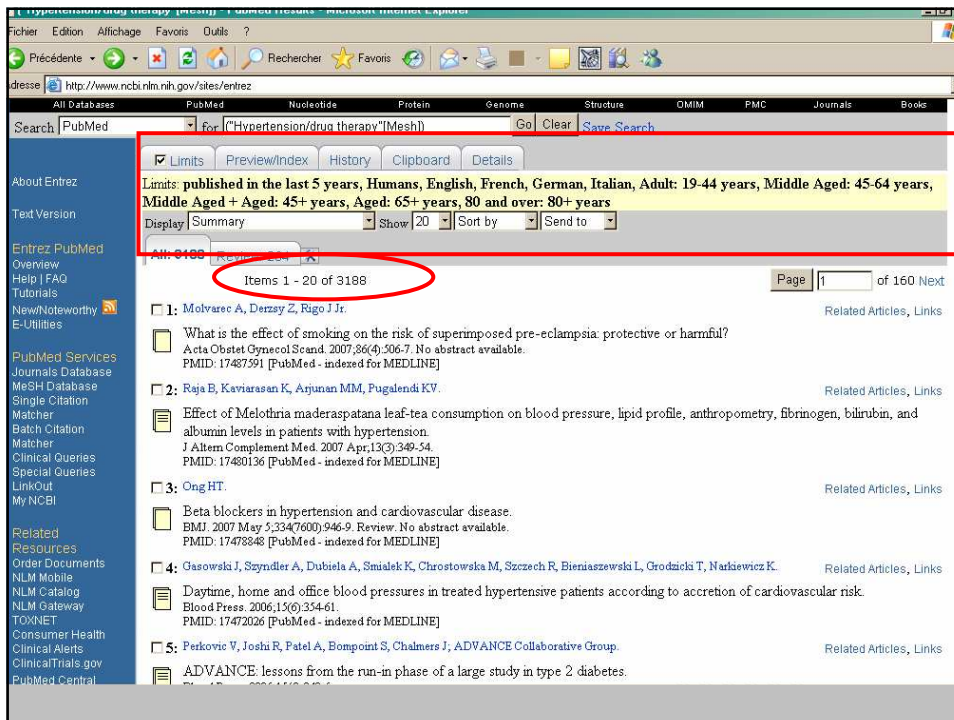 ("Hypertension/drug therapy"[Mesh]) - PubMed Results - Microsoft Internet Explorer
Fichier Edition Affichage Favoris Outils ?
Précédente Rechercher Favoris
dresse http://www.ncbi.nlm.nih.gov/sites/entrez
All Databases PubMed Nucleotide Protein Genome Structure OMIM PMC Journals Books
Search PubMed for ("Hypertension/drug therapy"[Mesh]) Go Clear Save Search
Limits Preview/Index History Clipboard Details
Limits: published in the last 5 years, Humans, English, French, German, Italian, Adult: 19-44 years, Middle Aged: 45-64 years,
Middle Aged + Aged: 45+ years, Aged: 65+ years, 80 and over: 80+ years
Display Summary Show 20 Sort by Send to
All: 3188 Review:
Items 1 - 20 of 3188
Page 1 of 160 Next
1: Molvarec A, Derzsy Z, Rigo J Jr. Related Articles, Links
What is the effect of smoking on the risk of superimposed pre-eclampsia: protective or harmful?
Acta Obstet Gynecol Scand. 2007;86(4):506-7. No abstract available.
PMID: 17487591 [PubMed - indexed for MEDLINE]
2: Raja B, Kaviarasan K, Arjunan MM, Pugalendi KV. Related Articles, Links
Effect of Melothria maderaspatana leaf-tea consumption on blood pressure, lipid profile, anthropometry, fibrinogen, bilirubin, and
albumin levels in patients with hypertension.
J Altern Complement Med. 2007 Apr;13(3):349-54.
PMID: 17480136 [PubMed - indexed for MEDLINE]
3: Ong HT. Related Articles, Links
Beta blockers in hypertension and cardiovascular disease.
BMJ. 2007 May 5;334(7600):946-9. Review. No abstract available.
PMID: 17478848 [PubMed - indexed for MEDLINE]
4: Gasowski J, Szyndler A, Dubiela A, Smialek K, Chrostowska M, Szczech R, Bieniaszewski L, Grodzicki T, Narkiewicz K. Related Articles, Links
Daytime, home and office blood pressures in treated hypertensive patients according to accretion of cardiovascular risk.
Blood Press. 2006;15(6):354-61.
PMID: 17472026 [PubMed - indexed for MEDLINE]
5: Perkovic V, Joshi R, Patel A, Bompoint S, Chalmers J; ADVANCE Collaborative Group. Related Articles, Links
ADVANCE: lessons from the run-in phase of a large study in type 2 diabetes.
About Entrez
Text Version
Entrez PubMed
Overview
Help | FAQ
Tutorials
New/Noteworthy
E-Utilities
PubMed Services
Journals Database
MeSH Database
Single Citation
Matcher
Batch Citation
Matcher
Clinical Queries
Special Queries
LinkOut
My NCBI
Related
Resources
Order Documents
NLM Mobile
NLM Catalog
NLM Gateway
TOXNET
Consumer Health
Clinical Alerts
ClinicalTrials.gov
PubMed Central